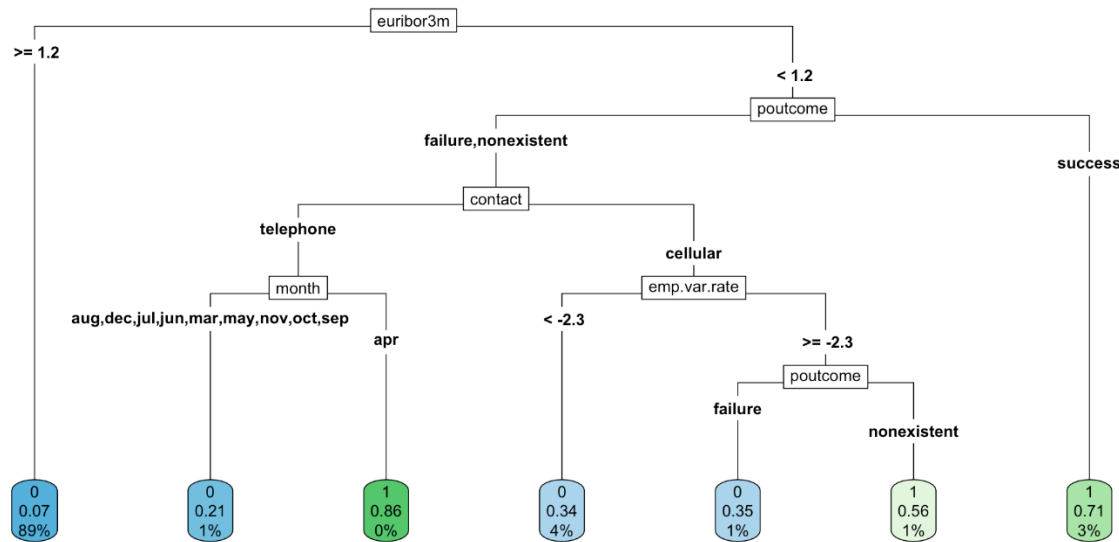 euribor3m
>= 1.2
< 1.2
poutcome
failure,nonexistent
success
contact
telephone
cellular
month
emp.var.rate
aug,dec,jul,jun,mar,may,nov,oct,sep
< -2.3
apr
>= -2.3
poutcome
failure
nonexistent
0 0 1 0 0 1 1
0.07 0.21 0.86 0.34 0.35 0.56 0.71
89% 1% 0% 4% 1% 1% 3%